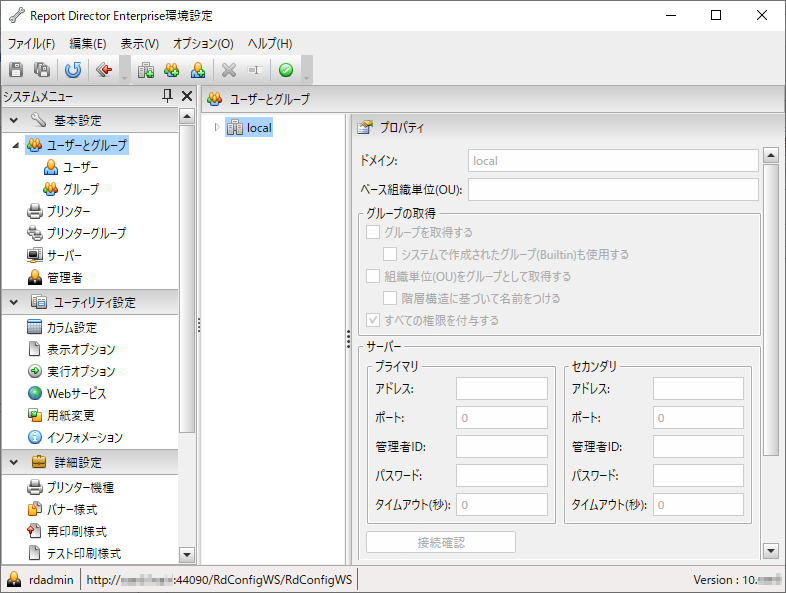 Report Director Enterprise環境設定
ファイル(F) 編集(E) 表示(V) オプション(O) ヘルプ(H)
システムメニュー
基本設定
ユーザーとグループ
ユーザー
グループ
プリンター
プリンターグループ
サーバー
管理者
ユーティリティ設定
カラム設定
表示オプション
実行オプション
Webサービス
用紙変更
インフォメーション
詳細設定
プリンター機種
バナー様式
再印刷様式
テスト印刷様式
ユーザーとグループ
local
プロパティ
ドメイン: local
ベース組織単位(OU):
グループの取得
グループを取得する
システムで作成されたグループ(Builtin)も使用する
組織単位(OU)をグループとして取得する
階層構造に基づいて名前をつける
すべての権限を付与する
サーバー
プライマリ
アドレス:
ポート: 0
管理者ID:
パスワード:
タイムアウト(秒): 0
セカンダリ
アドレス:
ポート: 0
管理者ID:
パスワード:
タイムアウト(秒): 0
接続確認
rdadmin http:// :44090/RdConfigWS/RdConfigWS Version : 10.